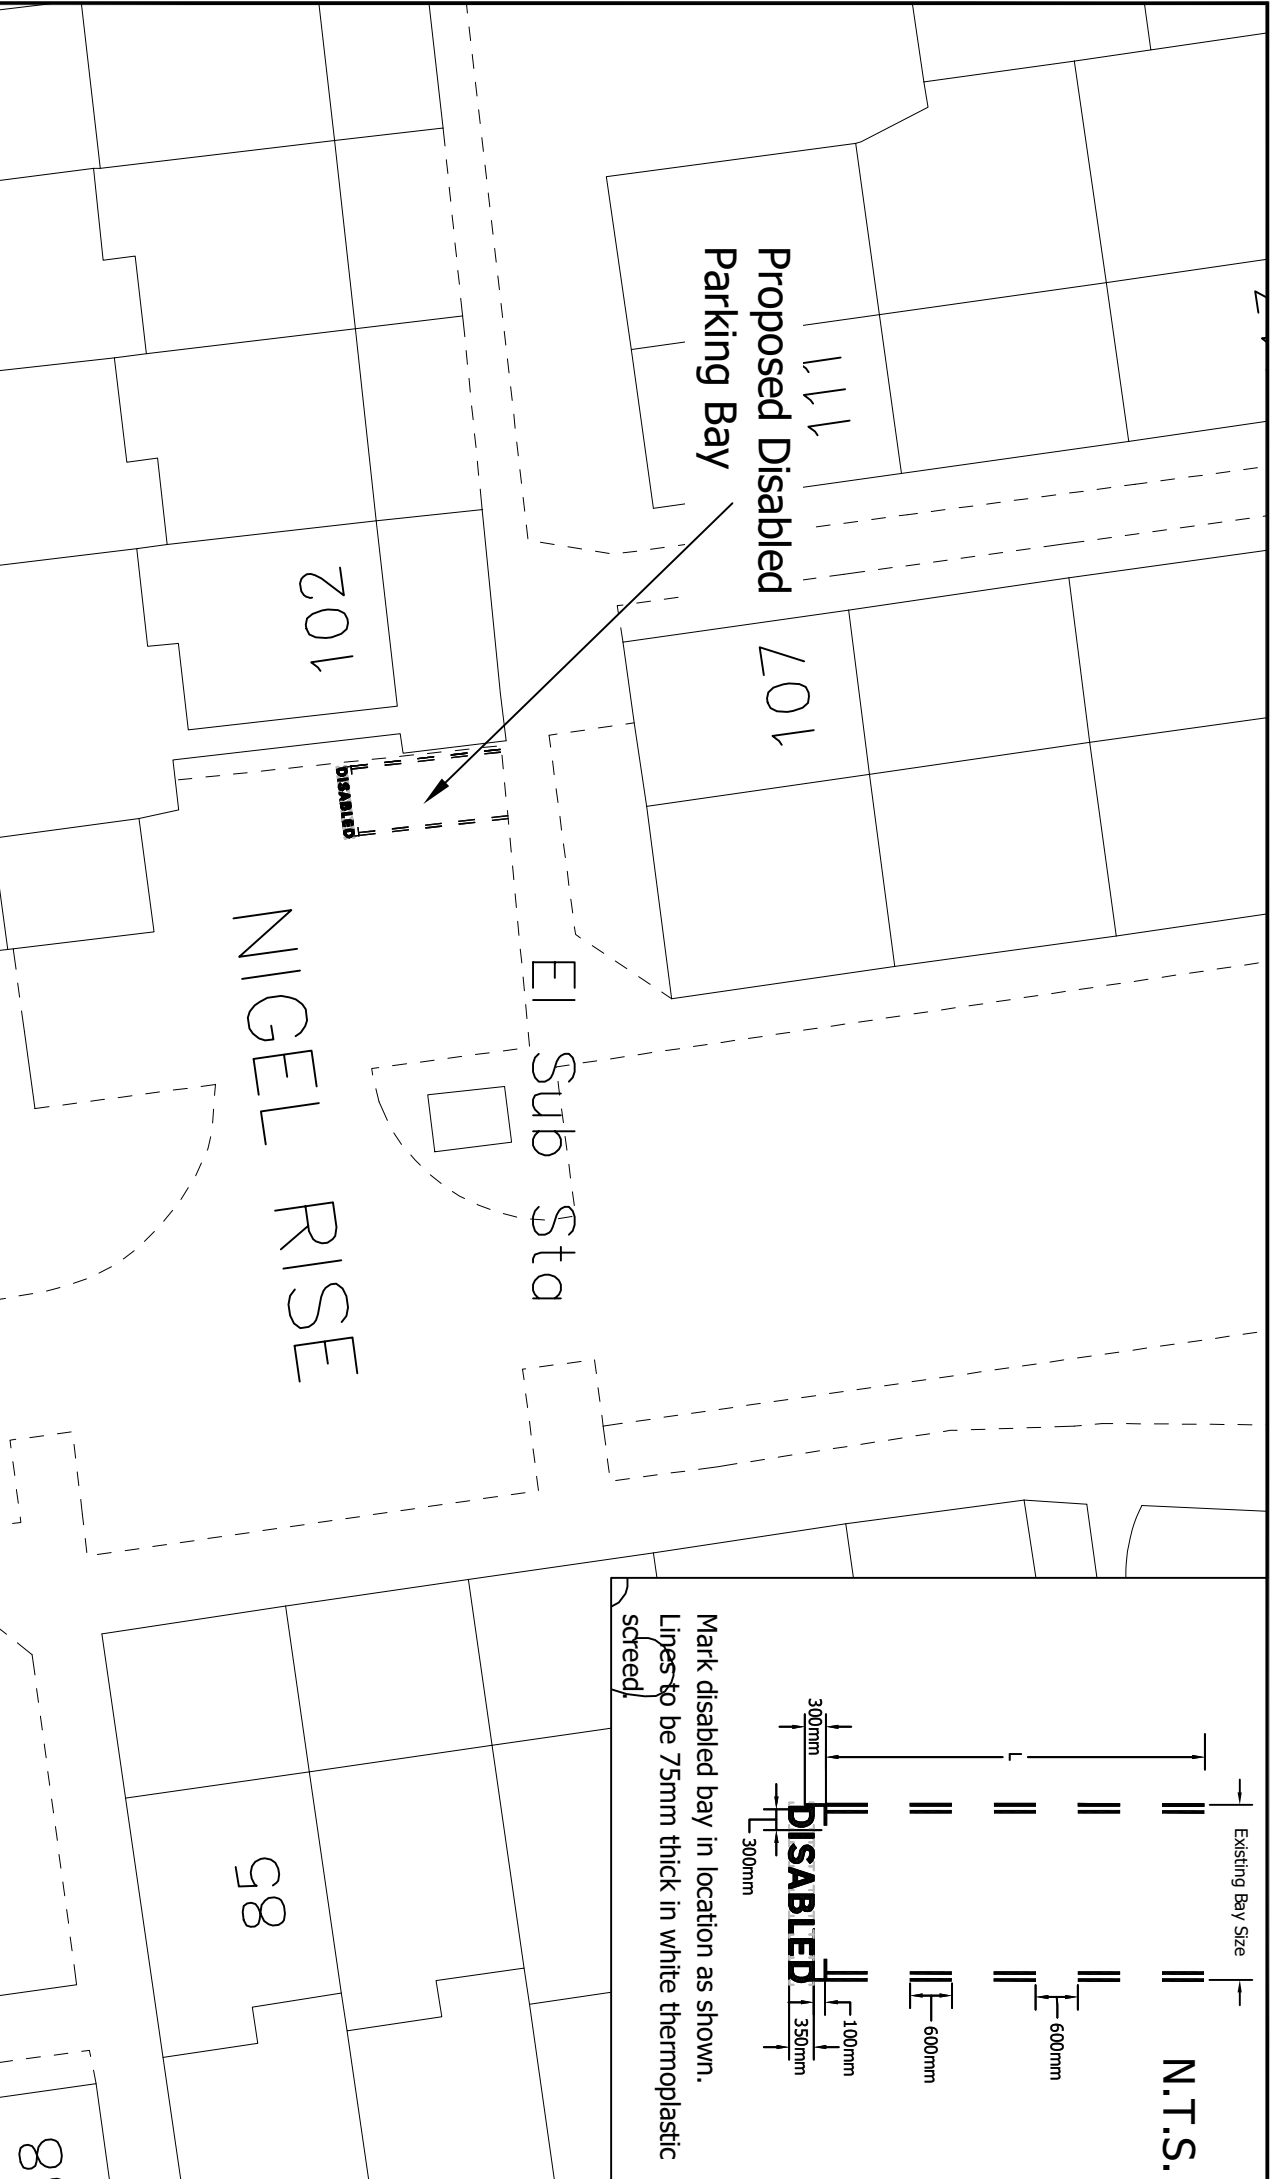 Proposed Disabled
Parking Bay
111
107
102
DISABLED
NIGEL RISE
El Sub Sta
85
N.T.S.
Existing Bay Size
L
300mm
300mm
DISABLED
600mm
600mm
100mm
350mm
Mark disabled bay in location as shown.
Lines to be 75mm thick in white thermoplastic
screed.